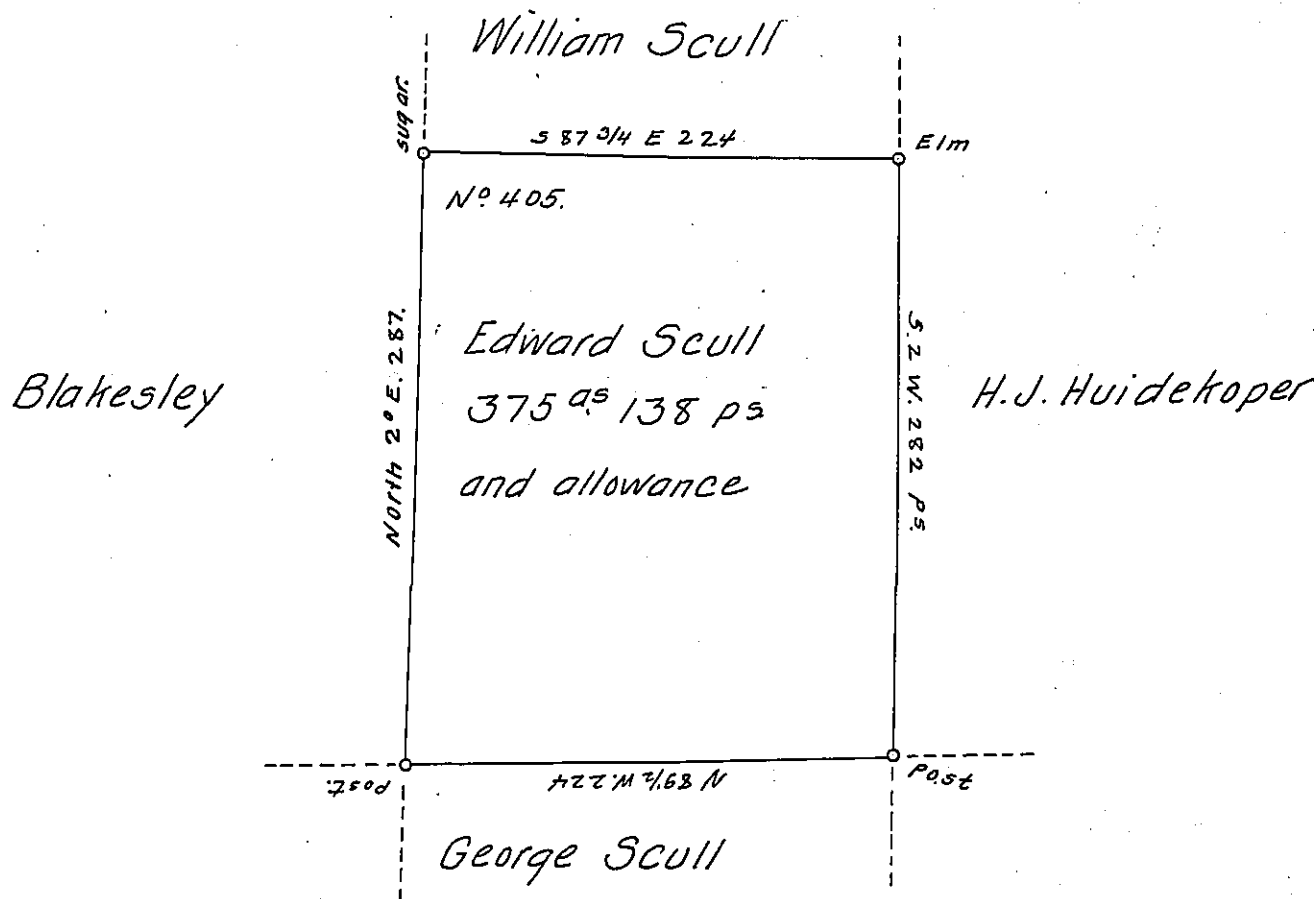 William Scull
sugar.
S 87 3/4 E 224
Elm
Nº 405.
North 2° E. 287.
Edward Scull
375 as 138 ps
and allowance
S. 2 W. 282 ps.
Blakesley
H.J. Huidekoper
Post.
N 89 1/2 W. 224
Post
George Scull